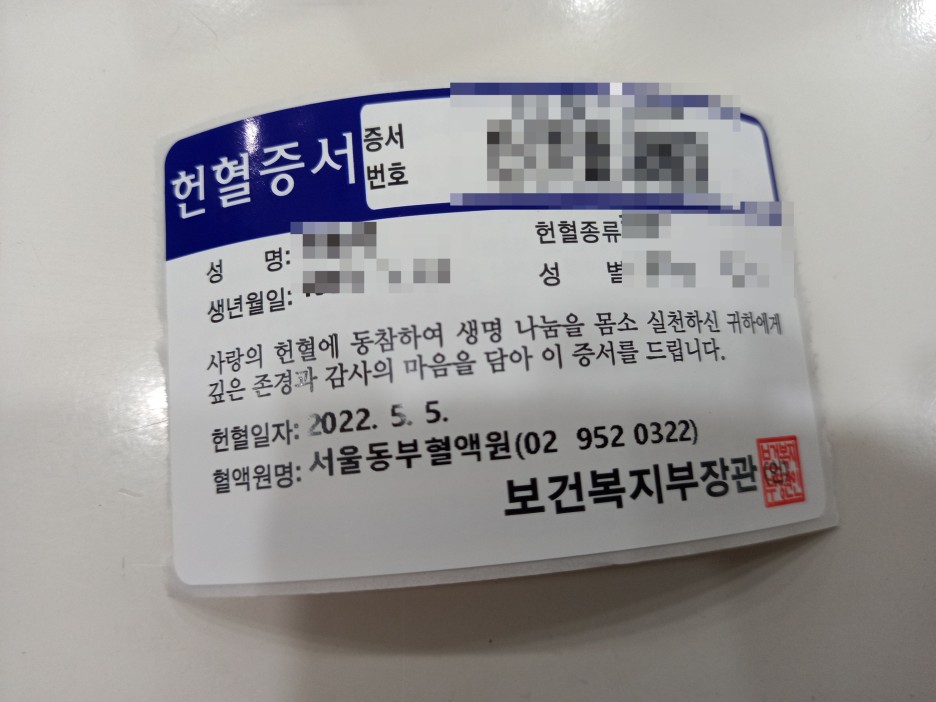 헌혈증서
증서
번호
성 명:
헌혈종류
생년월일:
성 별
사랑의 헌혈에 동참하여 생명 나눔을 몸소 실천하신 귀하에게
깊은 존경과 감사의 마음을 담아 이 증서를 드립니다.
헌혈일자: 2022. 5. 5.
혈액원명: 서울동부혈액원(02 952 0322)
보건복지부장관